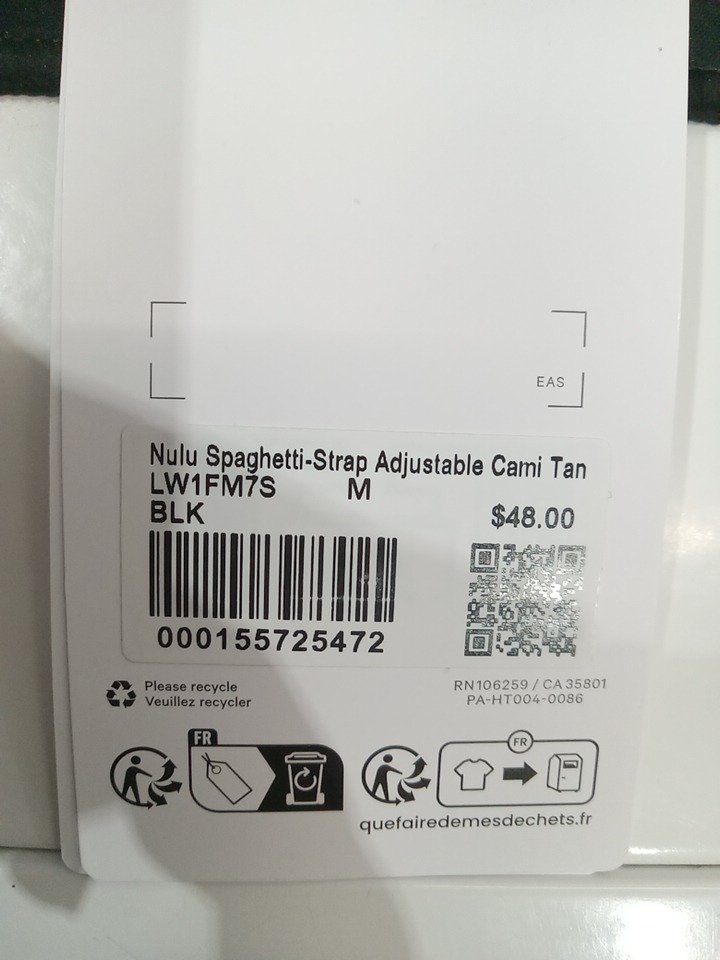 EAS
Nulu Spaghetti-Strap Adjustable Cami Tan
LW1FM7S M
BLK $48.00
000155725472
Please recycle
Veuillez recycler
RN106259 / CA 35801
PA-HT004-0086
FR
FR
quefairedemesdechets.fr